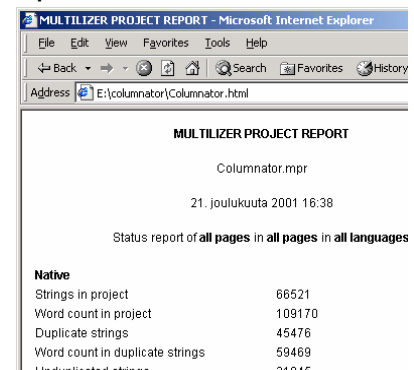 MULTILIZER PROJECT REPORT - Microsoft Internet Explorer
File Edit View Favorites Tools Help
Back Search Favorites History
Address E:\columnator\Columnator.html
MULTILIZER PROJECT REPORT
Columnator.mpr
21. joulukuuta 2001 16:38
Status report of all pages in all pages in all languages
Native
Strings in project 66521
Word count in project 109170
Duplicate strings 45476
Word count in duplicate strings 59469
Unduplicated strings 21045